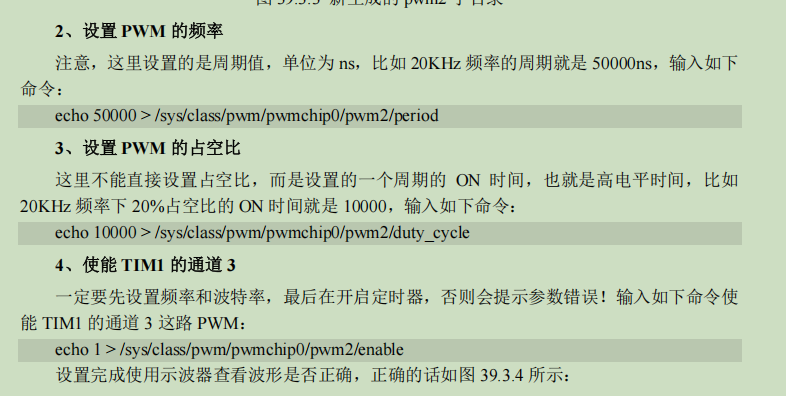 图 39.3.3 新生成的 pwm2 子目录
2、设置 PWM 的频率
注意，这里设置的是周期值，单位为 ns，比如 20KHz 频率的周期就是 50000ns，输入如下
命令：
echo 50000 > /sys/class/pwm/pwmchip0/pwm2/period
3、设置 PWM 的占空比
这里不能直接设置占空比，而是设置的一个周期的 ON 时间，也就是高电平时间，比如
20KHz 频率下 20%占空比的 ON 时间就是 10000，输入如下命令：
echo 10000 > /sys/class/pwm/pwmchip0/pwm2/duty_cycle
4、使能 TIM1 的通道 3
一定要先设置频率和波特率，最后在开启定时器，否则会提示参数错误！输入如下命令使
能 TIM1 的通道 3 这路 PWM：
echo 1 > /sys/class/pwm/pwmchip0/pwm2/enable
设置完成使用示波器查看波形是否正确，正确的话如图 39.3.4 所示：